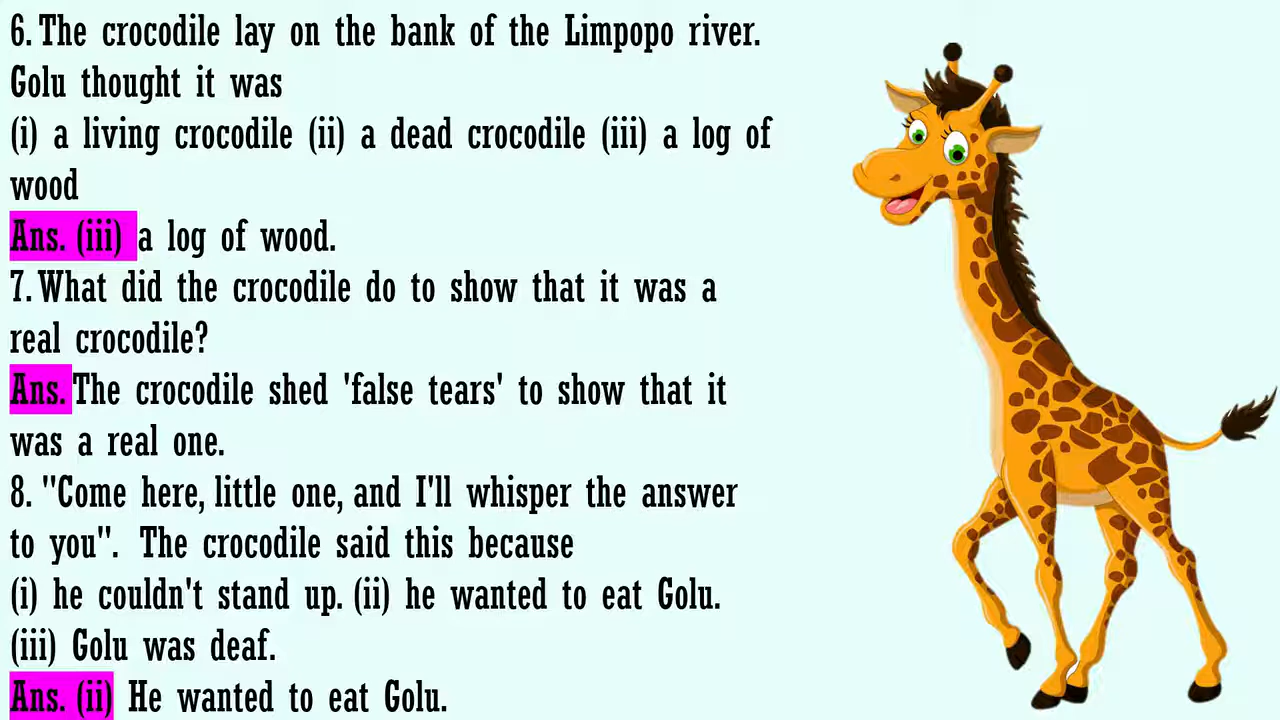 6. The crocodile lay on the bank of the Limpopo river.
Golu thought it was
(i) a living crocodile (ii) a dead crocodile (iii) a log of
wood
Ans. (iii) a log of wood.
7. What did the crocodile do to show that it was a
real crocodile?
Ans. The crocodile shed 'false tears' to show that it
was a real one.
8. "Come here, little one, and I'll whisper the answer
to you". The crocodile said this because
(i) he couldn't stand up. (ii) he wanted to eat Golu.
(iii) Golu was deaf.
Ans. (ii) He wanted to eat Golu.